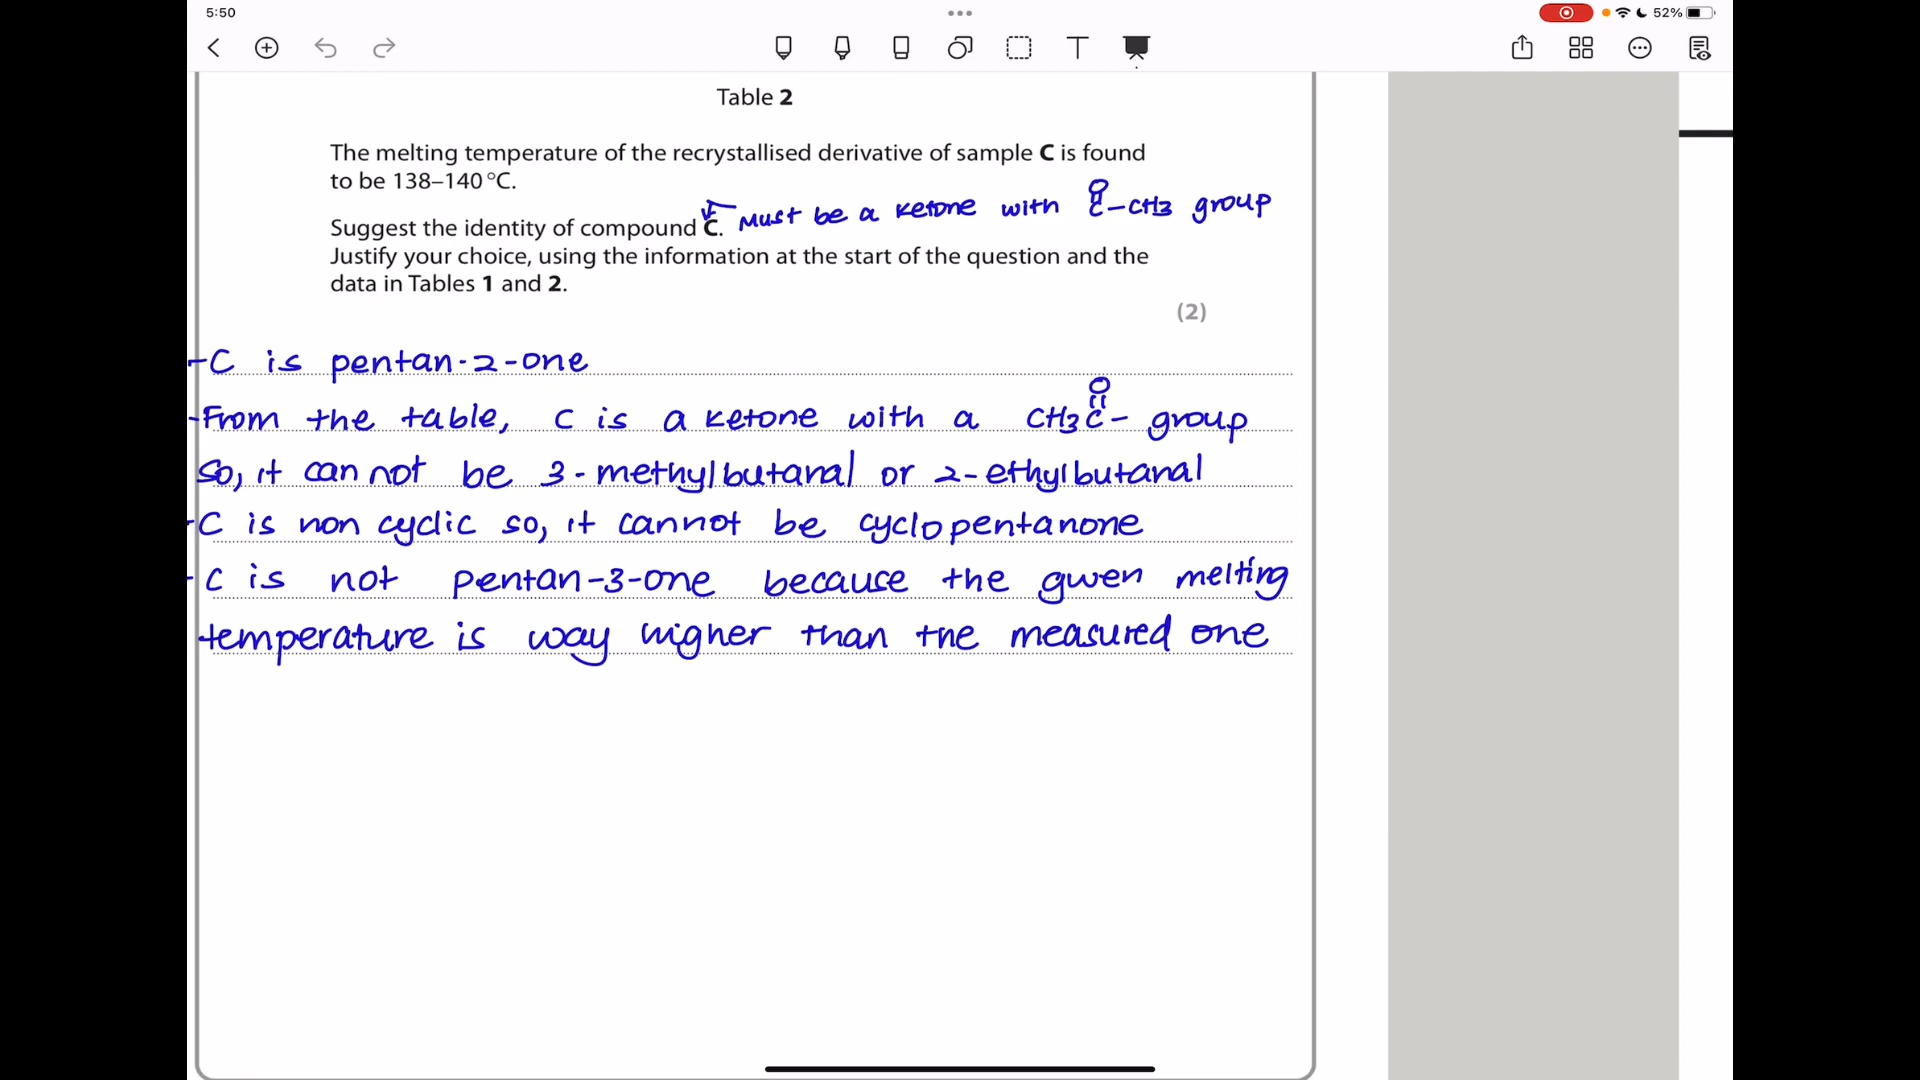 5:50
52%
Table 2
The melting temperature of the recrystallised derivative of sample C is found
to be 138–140 °C.
Must be a ketone with
O
C-CH3 group
Suggest the identity of compound C.
Justify your choice, using the information at the start of the question and the
data in Tables 1 and 2.
(2)
-C is pentan-2-one
O
-From the table, C is a ketone with a CH3C- group
so, it can not be 3-methylbutanal or 2-ethylbutanal
-C is non cyclic so, it cannot be cyclopentanone
-C is not pentan-3-one because the given melting
temperature is way higher than the measured one